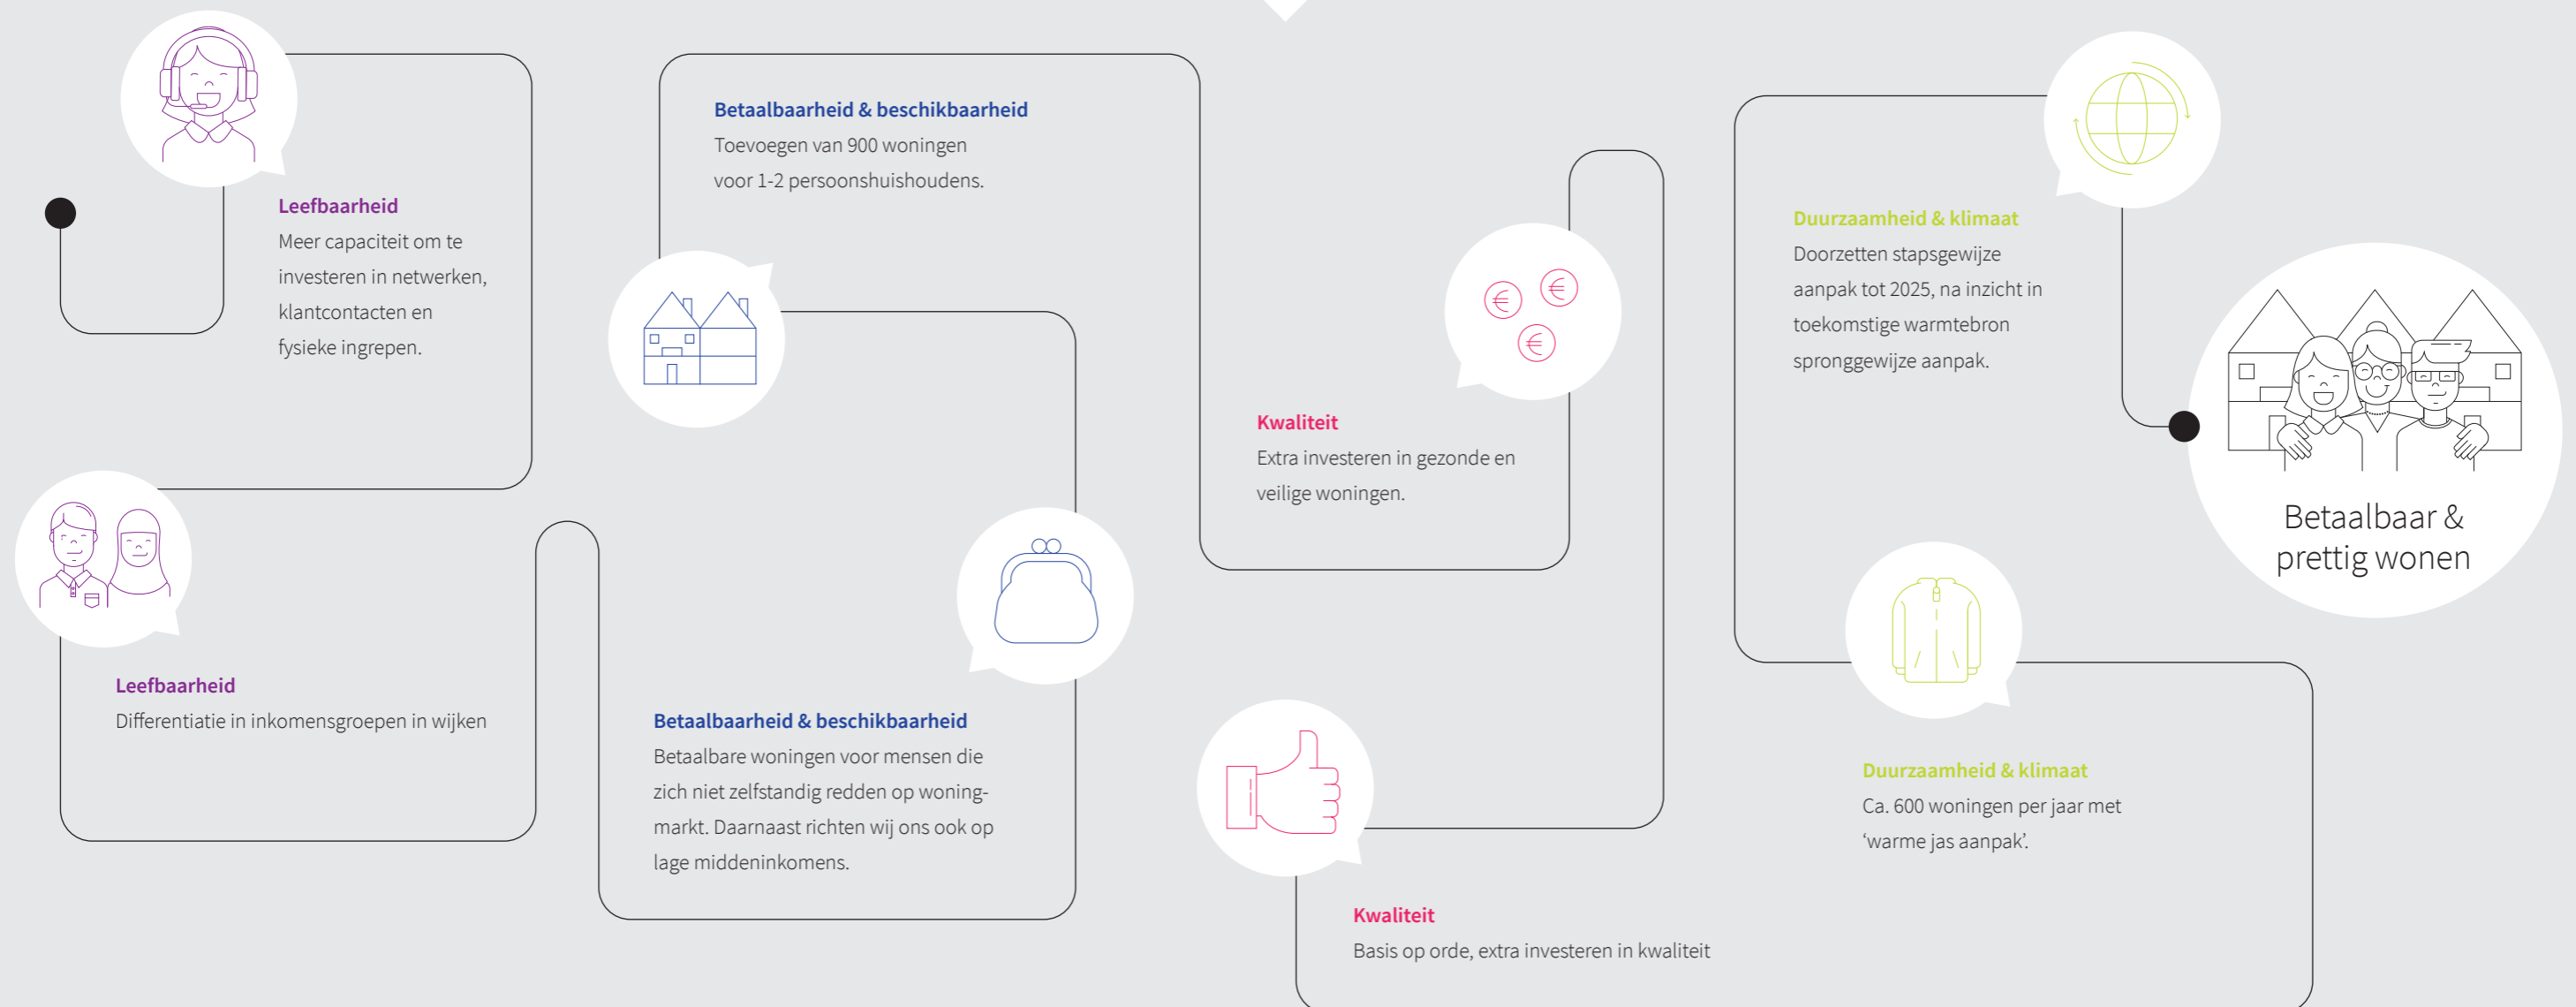 Leefbaarheid
Meer capaciteit om te
investeren in netwerken,
klantcontacten en
fysieke ingrepen.
Leefbaarheid
Differentiatie in inkomensgroepen in wijken
Betaalbaarheid & beschikbaarheid
Betaalbare woningen voor mensen die
zich niet zelfstandig redden op woning-
markt. Daarnaast richten wij ons ook op
lage middeninkomens.
Betaalbaarheid & beschikbaarheid
Toevoegen van 900 woningen
voor 1-2 persoonshuishoudens.
Kwaliteit
Extra investeren in gezonde en
veilige woningen.
Kwaliteit
Basis op orde, extra investeren in kwaliteit
Duurzaamheid & klimaat
Ca. 600 woningen per jaar met
‘warme jas aanpak’.
Duurzaamheid & klimaat
Doorzetten stapsgewijze
aanpak tot 2025, na inzicht in
toekomstige warmtebron
spronggewijze aanpak.
Betaalbaar &
prettig wonen